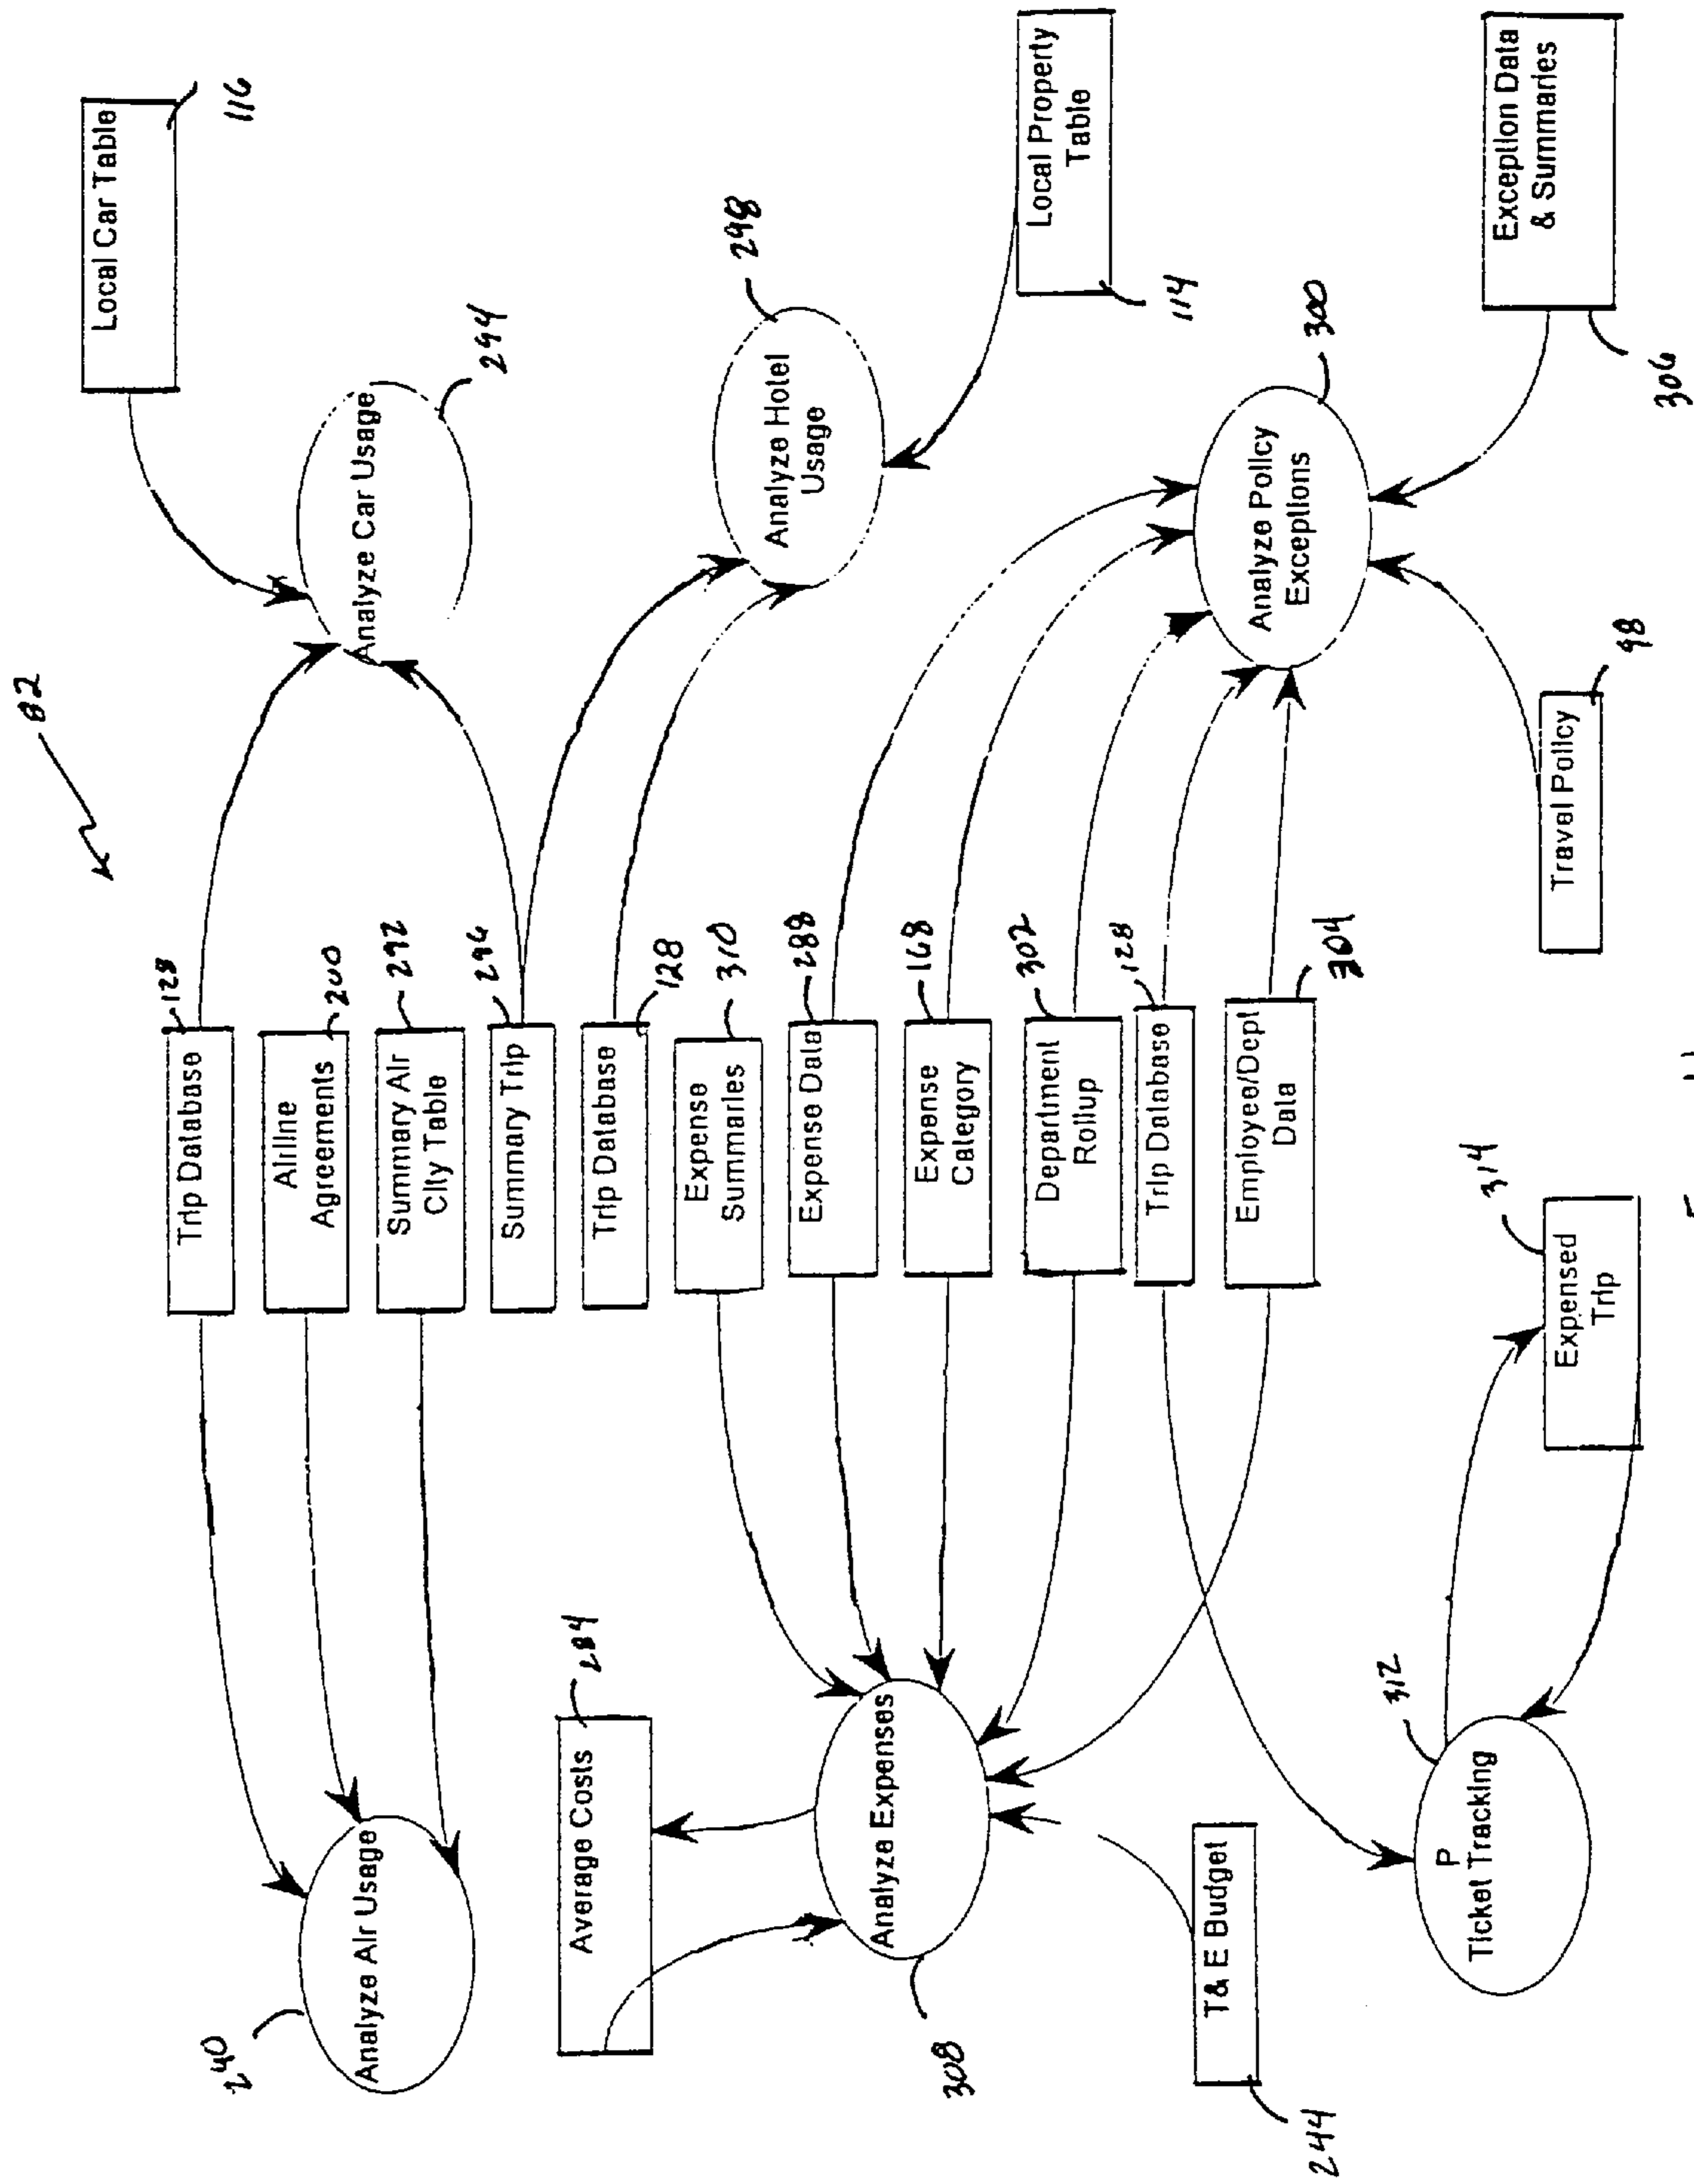 82
240
Analyze Air Usage
284
Average Costs
Analyze Expenses
308
T&E Budget
244
312
P
Ticket Tracking
128
Trip Database
200
Airline
Agreements
292
Summary Air
City Table
296
Summary Trip
Trip Database
128
310
Expense
Summaries
288
Expense Data
168
Expense
Category
302
Department
Rollup
128
Trip Database
Employee/Dept
Data
304
314
Expensed
Trip
Local Car Table
116
Analyze Car Usage
294
298
Analyze Hotel
Usage
Local Property
Table
114
300
Analyze Policy
Exceptions
Travel Policy
98
Exception Data
& Summaries
306